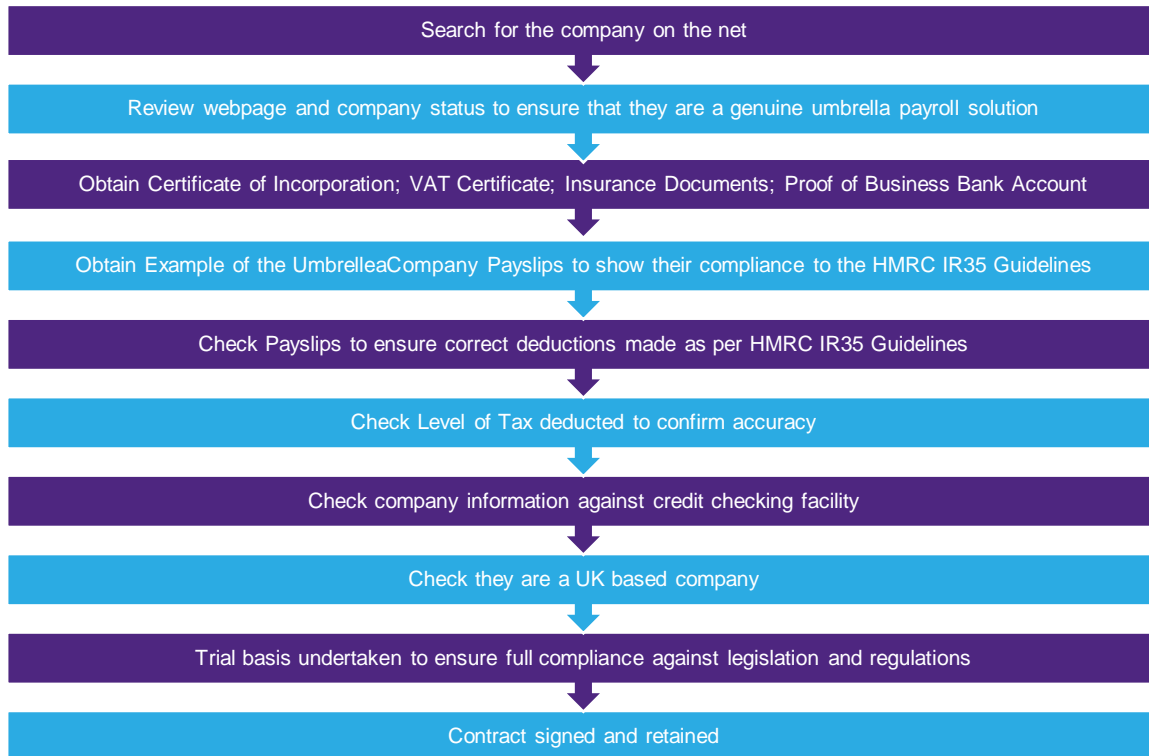 Search for the company on the net
Review webpage and company status to ensure that they are a genuine umbrella payroll solution
Obtain Certificate of Incorporation; VAT Certificate; Insurance Documents; Proof of Business Bank Account
Obtain Example of the UmbrelleaCompany Payslips to show their compliance to the HMRC IR35 Guidelines
Check Payslips to ensure correct deductions made as per HMRC IR35 Guidelines
Check Level of Tax deducted to confirm accuracy
Check company information against credit checking facility
Check they are a UK based company
Trial basis undertaken to ensure full compliance against legislation and regulations
Contract signed and retained